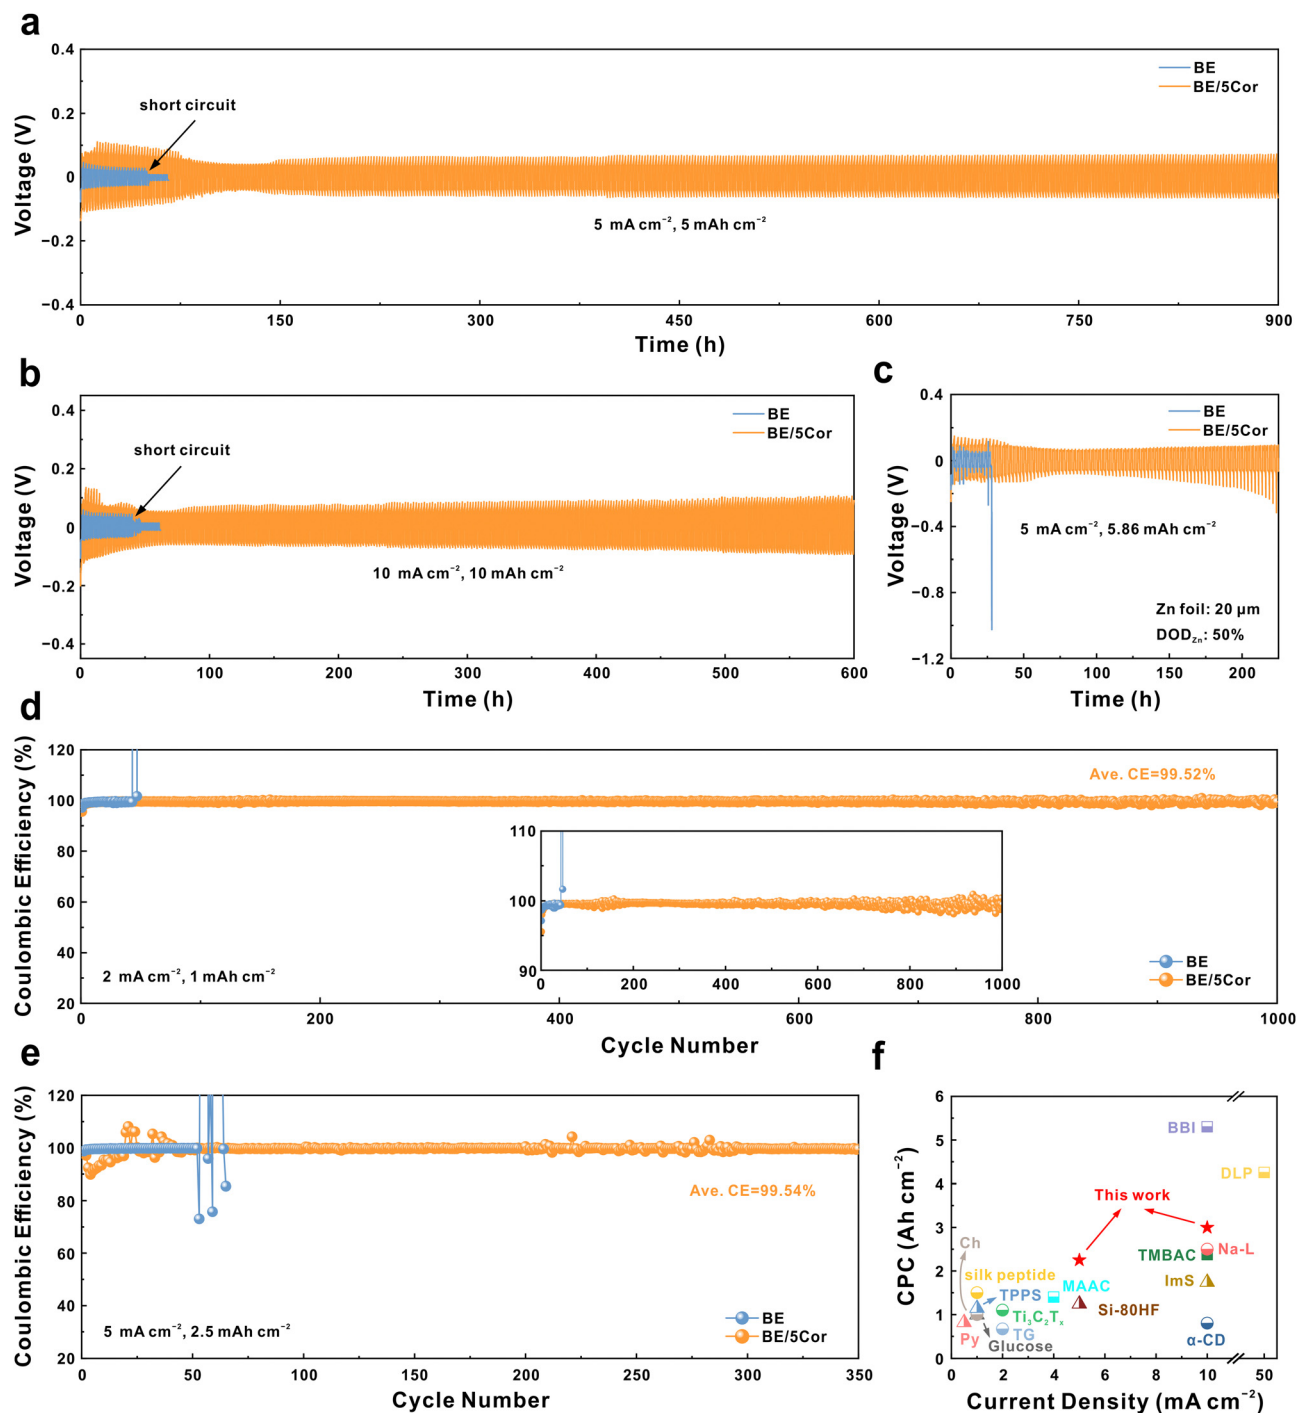 a
0.4
0.2
0
−0.2
−0.4
Voltage (V)
BE
BE/5Cor
short circuit
5 mA cm⁻², 5 mAh cm⁻²
0
150
300
450
600
750
900
Time (h)
b
0.4
0.2
0
−0.2
−0.4
Voltage (V)
BE
BE/5Cor
short circuit
10 mA cm⁻², 10 mAh cm⁻²
0
100
200
300
400
500
600
Time (h)
c
0.4
0
−0.4
−0.8
−1.2
Voltage (V)
BE
BE/5Cor
5 mA cm⁻², 5.86 mAh cm⁻²
Zn foil: 20 μm
DOD_Zn: 50%
0
50
100
150
200
Time (h)
d
120
100
80
60
40
20
Coulombic Efficiency (%)
Ave. CE=99.52%
110
100
90
0
200
400
600
800
1000
2 mA cm⁻², 1 mAh cm⁻²
BE
BE/5Cor
0
200
400
600
800
1000
Cycle Number
e
120
100
80
60
40
20
Coulombic Efficiency (%)
Ave. CE=99.54%
5 mA cm⁻², 2.5 mAh cm⁻²
BE
BE/5Cor
0
50
100
150
200
250
300
350
Cycle Number
f
6
5
4
3
2
1
0
CPC (Ah cm⁻²)
BBI
DLP
This work
Ch
Na-L
TMBAC
silk peptide
MAAC
ImS
TPPS
Si-80HF
Ti₃C₂Tₓ
Py
TG
α-CD
Glucose
0
2
4
6
8
10
50
Current Density (mA cm⁻²)